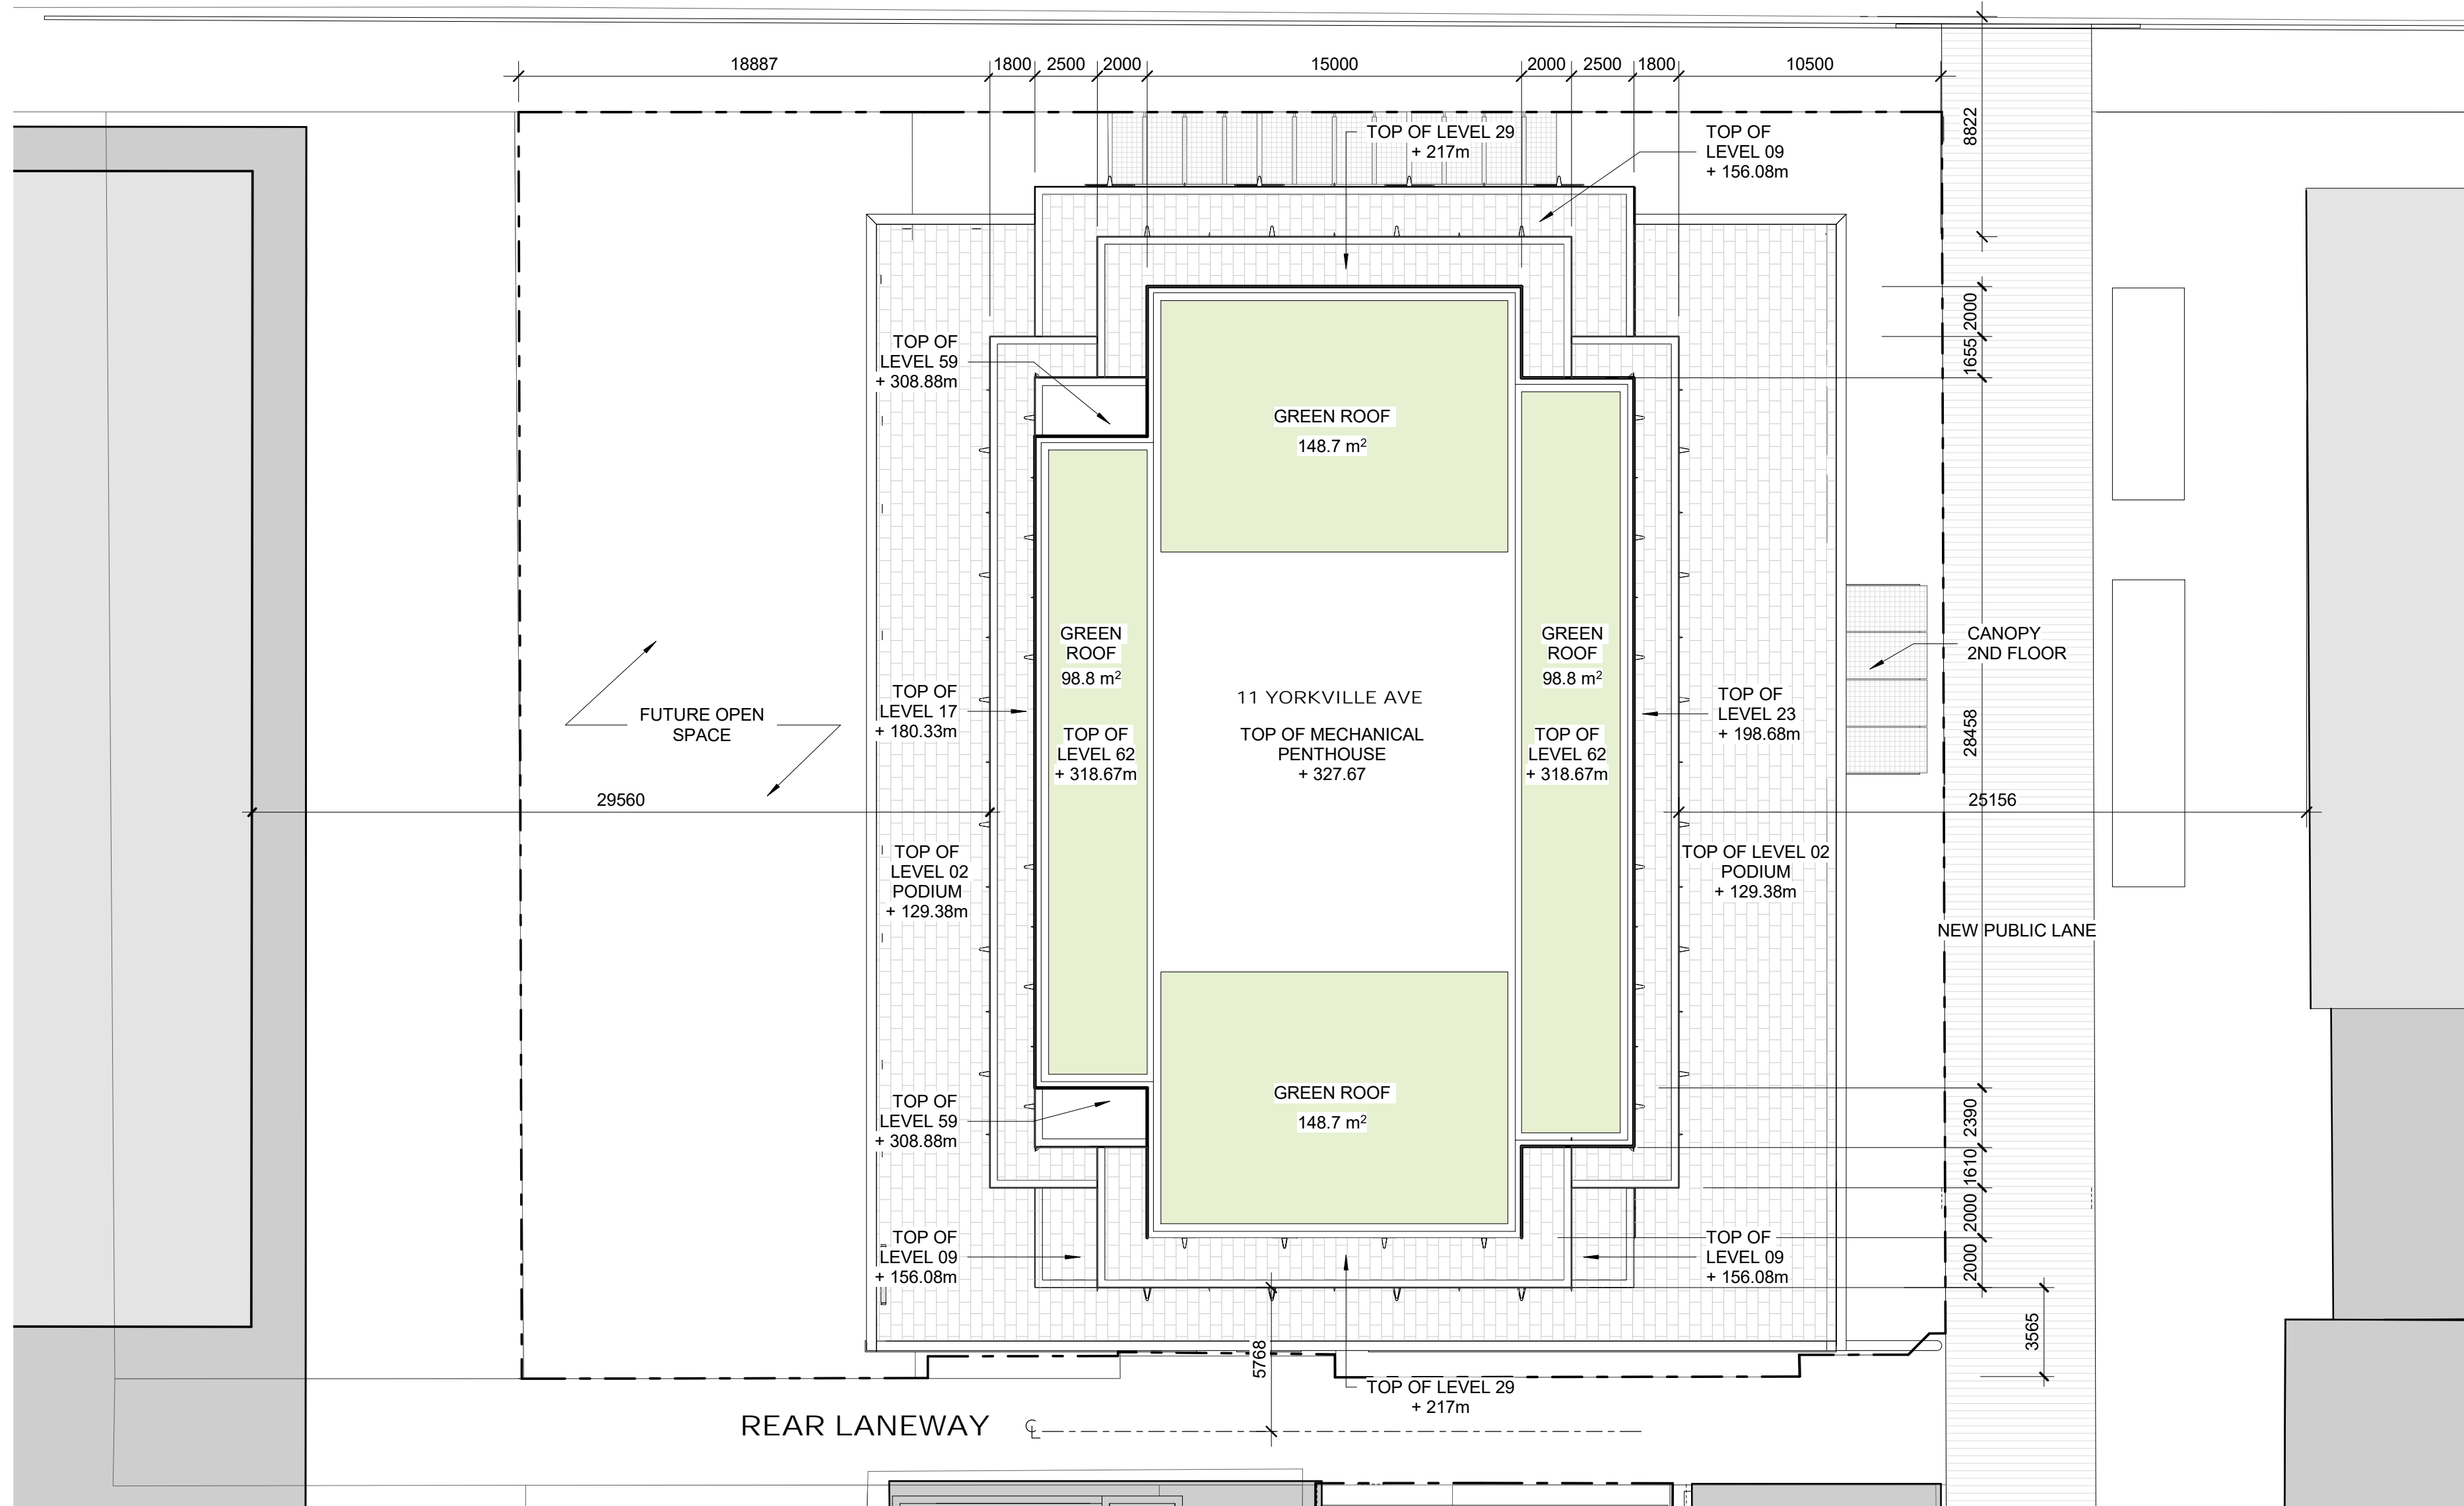 18887
1800
2500
2000
15000
2000
2500
1800
10500
8822
TOP OF LEVEL 29
+ 217m
TOP OF
LEVEL 09
+ 156.08m
2000
1655
TOP OF
LEVEL 59
+ 308.88m
GREEN ROOF
148.7 m²
GREEN
ROOF
98.8 m²
GREEN
ROOF
98.8 m²
CANOPY
2ND FLOOR
FUTURE OPEN
SPACE
TOP OF
LEVEL 17
+ 180.33m
TOP OF
LEVEL 62
+ 318.67m
11 YORKVILLE AVE
TOP OF MECHANICAL
PENTHOUSE
+ 327.67
TOP OF
LEVEL 62
+ 318.67m
TOP OF
LEVEL 23
+ 198.68m
28458
29560
25156
TOP OF
LEVEL 02
PODIUM
+ 129.38m
TOP OF LEVEL 02
PODIUM
+ 129.38m
NEW PUBLIC LANE
TOP OF
LEVEL 59
+ 308.88m
GREEN ROOF
148.7 m²
2390
1610
2000
2000
TOP OF
LEVEL 09
+ 156.08m
TOP OF
LEVEL 09
+ 156.08m
3565
5768
TOP OF LEVEL 29
+ 217m
REAR LANEWAY
℄